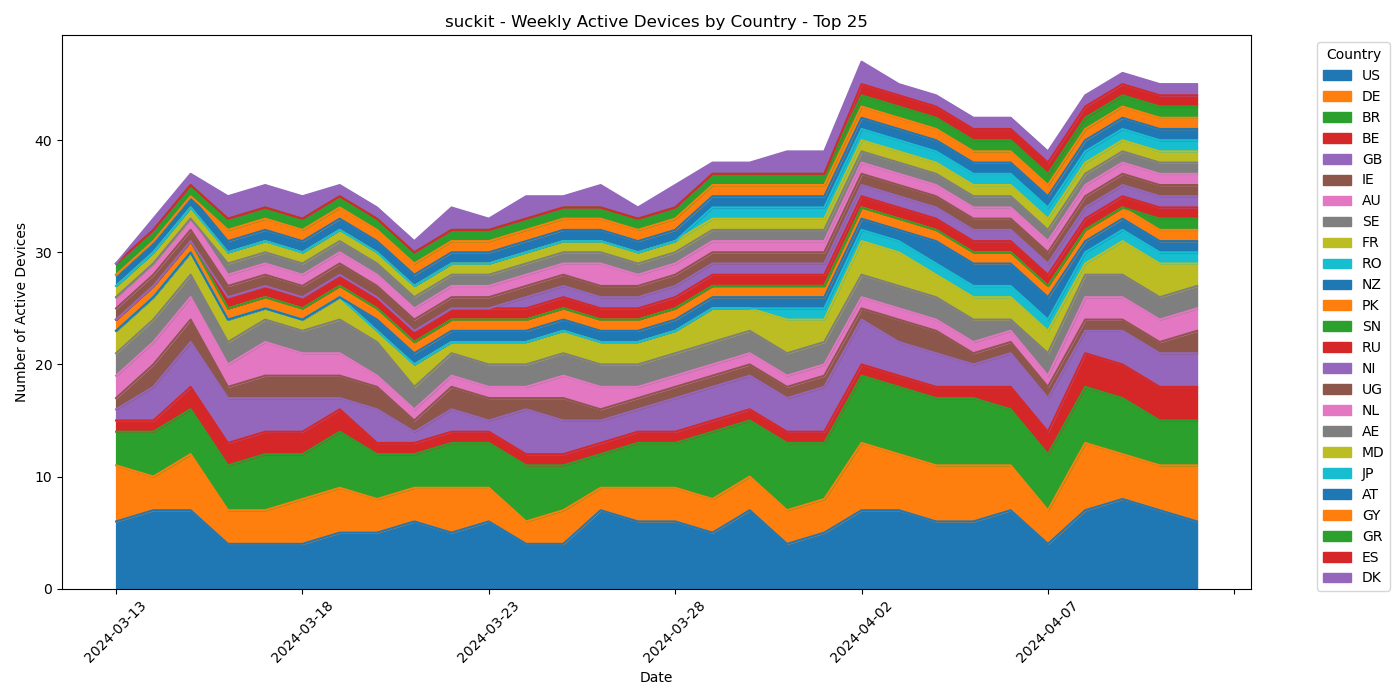 suckit - Weekly Active Devices by Country - Top 25
Number of Active Devices
40
30
20
10
0
2024-03-13
2024-03-18
2024-03-23
2024-03-28
2024-04-02
2024-04-07
Date
Country
US
DE
BR
BE
GB
IE
AU
SE
FR
RO
NZ
PK
SN
RU
NI
UG
NL
AE
MD
JP
AT
GY
GR
ES
DK